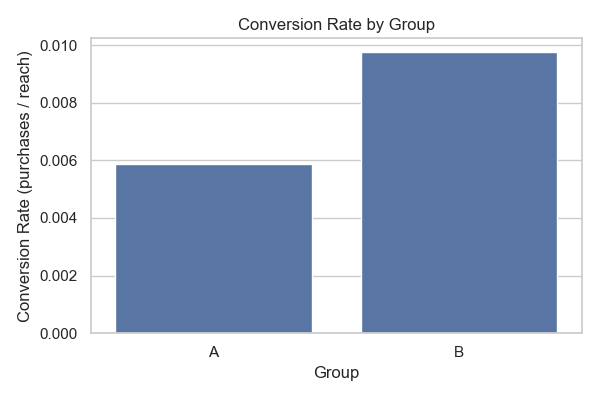 Conversion Rate by Group
Conversion Rate (purchases / reach)
0.010
0.008
0.006
0.004
0.002
0.000
A
B
Group